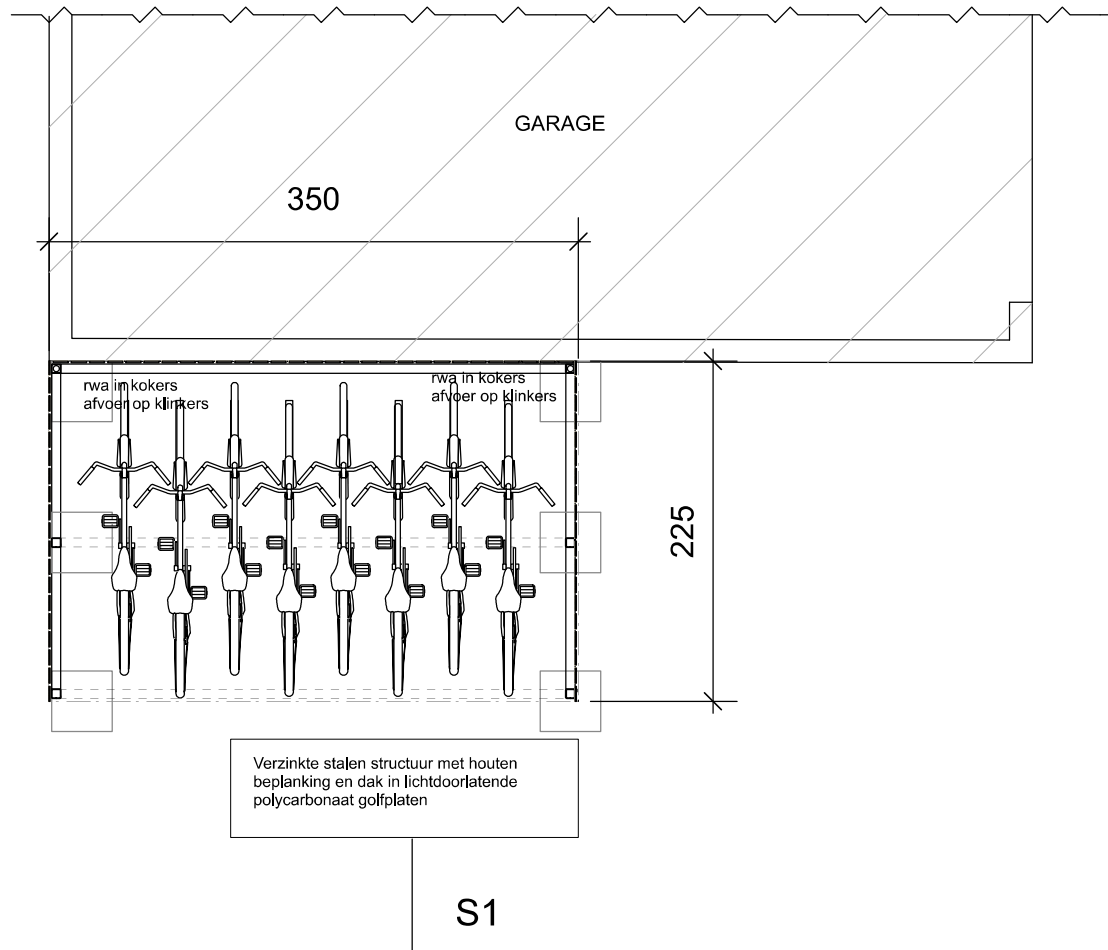 GARAGE
350
rwa in kokers
afvoer op klinkers
rwa in kokers
afvoer op klinkers
225
Verzinkte stalen structuur met houten
beplanking en dak in lichtdoorlatende
polycarbonaat golfplaten
S1